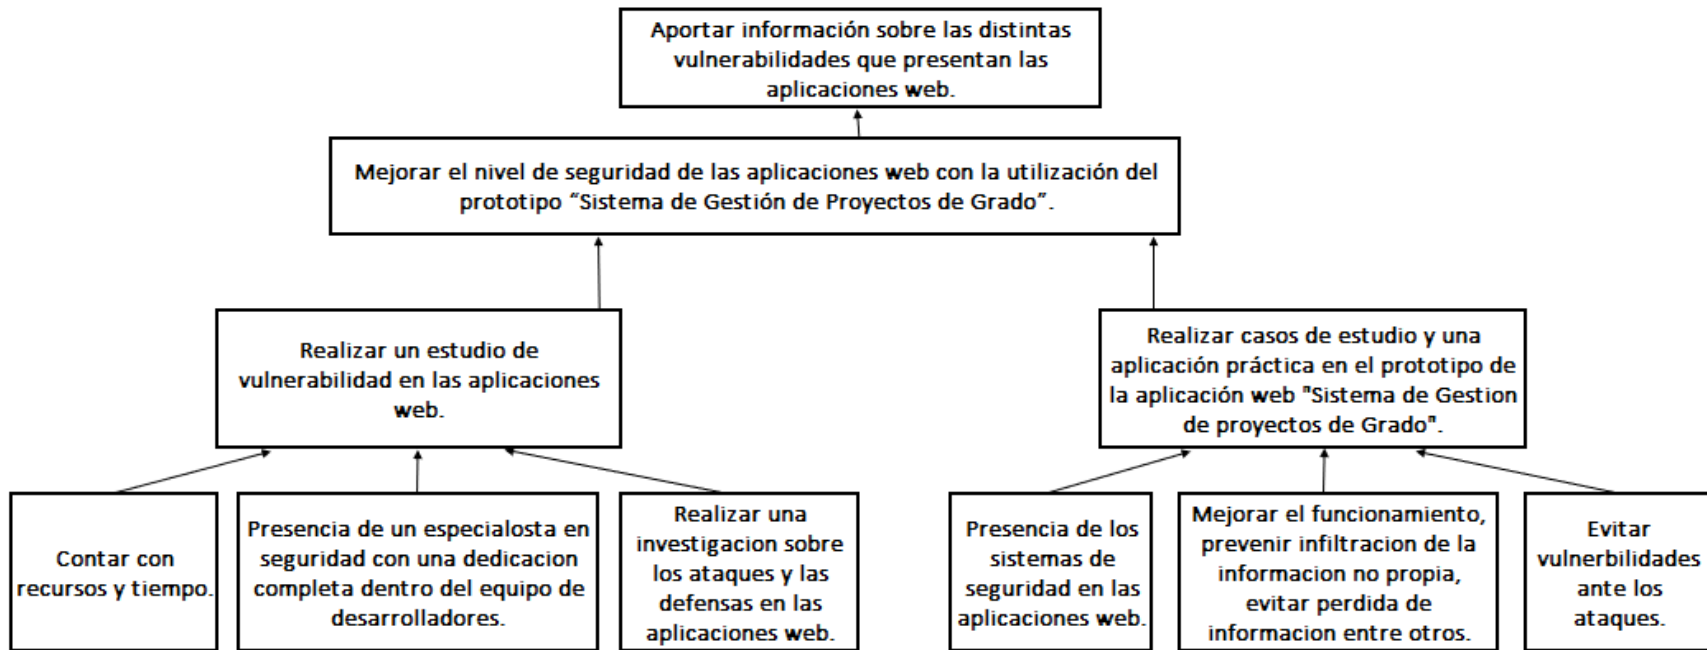 Aportar información sobre las distintas
vulnerabilidades que presentan las
aplicaciones web.
Mejorar el nivel de seguridad de las aplicaciones web con la utilización del
prototipo “Sistema de Gestión de Proyectos de Grado”.
Realizar un estudio de
vulnerabilidad en las aplicaciones
web.
Realizar casos de estudio y una
aplicación práctica en el prototipo de
la aplicación web "Sistema de Gestion
de proyectos de Grado".
Contar con
recursos y tiempo.
Presencia de un especialosta en
seguridad con una dedicacion
completa dentro del equipo de
desarrolladores.
Realizar una
investigacion sobre
los ataques y las
defensas en las
aplicaciones web.
Presencia de los
sistemas de
seguridad en las
aplicaciones web.
Mejorar el funcionamiento,
prevenir infiltracion de la
informacion no propia,
evitar perdida de
informacion entre otros.
Evitar
vulnerbilidades
ante los
ataques.